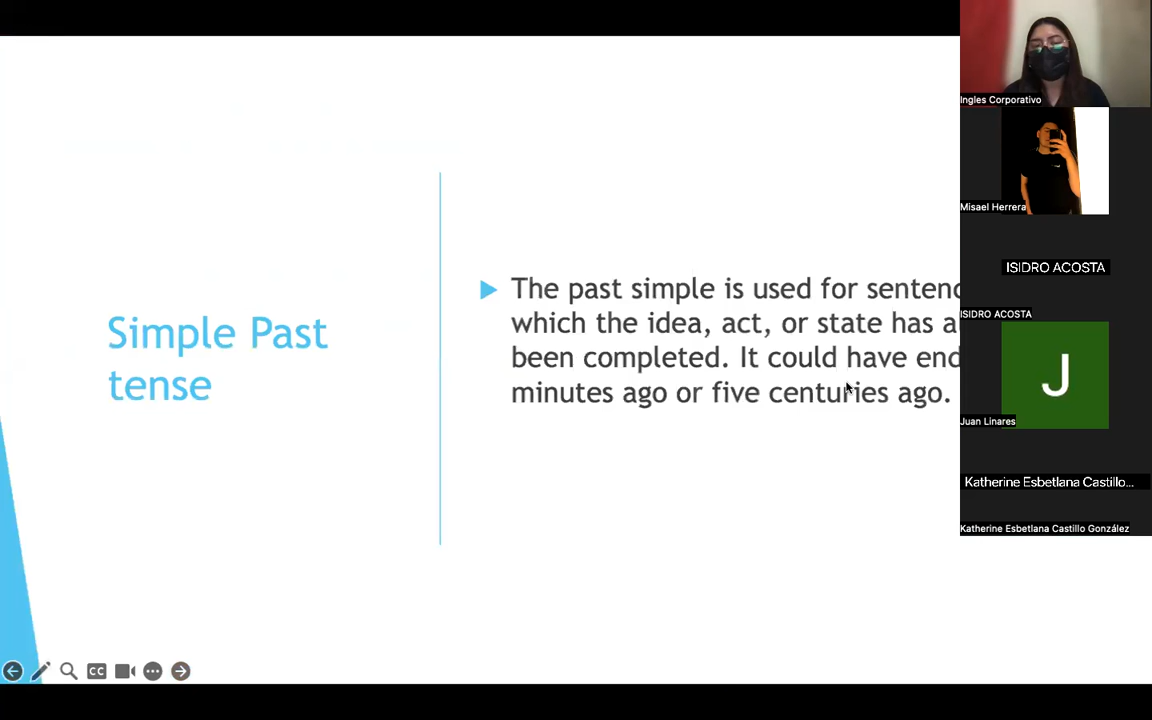 Simple Past
tense
The past simple is used for
which the idea, act, or state has
been completed. It could have
minutes ago or five centuries ago.
CC
Ingles Corporativo
Misael Herrera
ISIDRO ACOSTA
ISIDRO ACOSTA
J
Juan Linares
Katherine Esbetlana Castillo...
Katherine Esbetlana Castillo González